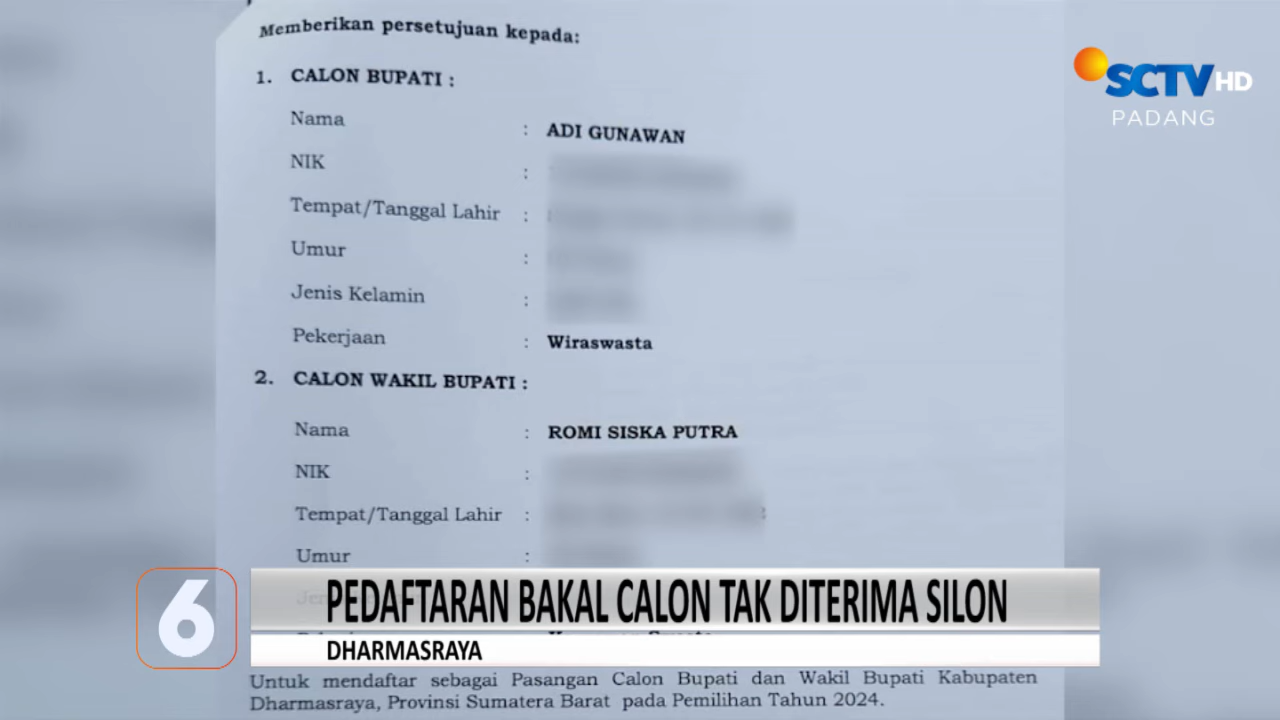 Memberikan persetujuan kepada:
1. CALON BUPATI :
Nama : ADI GUNAWAN
NIK :
Tempat/Tanggal Lahir :
Umur :
Jenis Kelamin :
Pekerjaan : Wiraswasta
2. CALON WAKIL BUPATI :
Nama : ROMI SISKA PUTRA
NIK :
Tempat/Tanggal Lahir :
Umur :
Untuk mendaftar sebagai Pasangan Calon Bupati dan Wakil Bupati Kabupaten
Dharmasraya, Provinsi Sumatera Barat pada Pemilihan Tahun 2024.
SCTV HD
PADANG
6
PEDAFTARAN BAKAL CALON TAK DITERIMA SILON
DHARMASRAYA